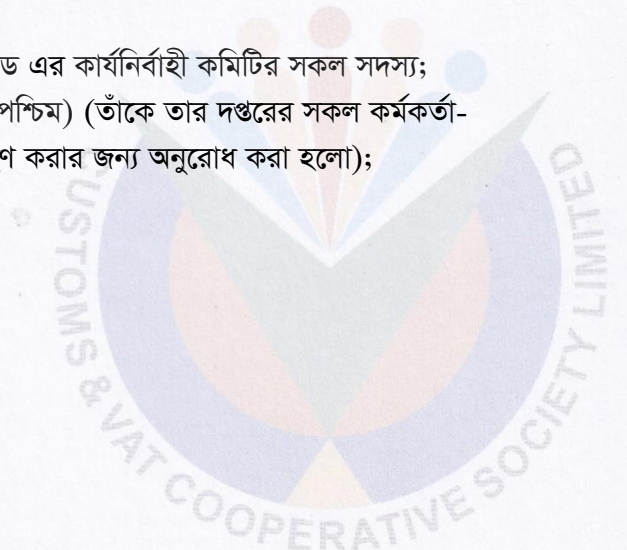 ড এর কার্যনির্বাহী কমিটির সকল সদস্য;
পশ্চিম) (তাঁকে তার দপ্তরের সকল কর্মকর্তা-
ণ করার জন্য অনুরোধ করা হলো);
CUSTOMS & VAT COOPERATIVE SOCIETY LIMITED